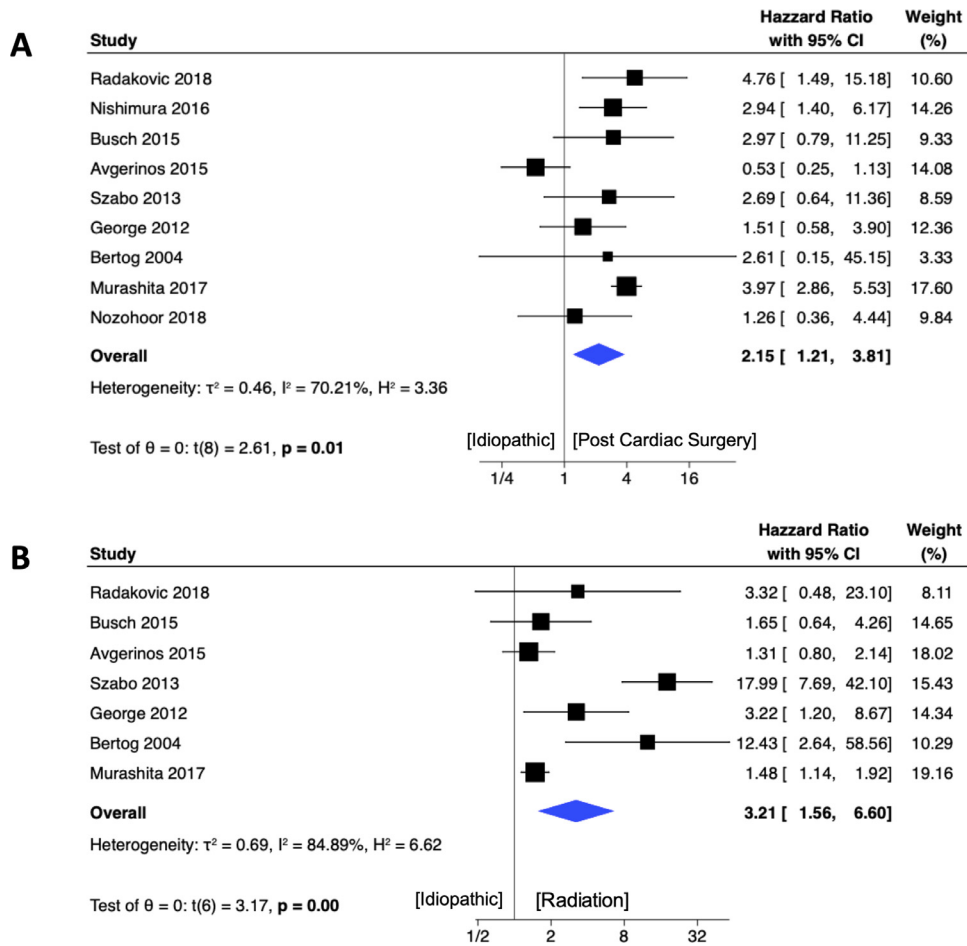 A
Hazzard Ratio Weight
Study with 95% CI (%)
Radakovic 2018 4.76 [ 1.49, 15.18] 10.60
Nishimura 2016 2.94 [ 1.40, 6.17] 14.26
Busch 2015 2.97 [ 0.79, 11.25] 9.33
Avgerinos 2015 0.53 [ 0.25, 1.13] 14.08
Szabo 2013 2.69 [ 0.64, 11.36] 8.59
George 2012 1.51 [ 0.58, 3.90] 12.36
Bertog 2004 2.61 [ 0.15, 45.15] 3.33
Murashita 2017 3.97 [ 2.86, 5.53] 17.60
Nozohoor 2018 1.26 [ 0.36, 4.44] 9.84
Overall 2.15 [ 1.21, 3.81]
Heterogeneity: τ² = 0.46, I² = 70.21%, H² = 3.36
[Idiopathic] [Post Cardiac Surgery]
Test of θ = 0: t(8) = 2.61, p = 0.01
1/4 1 4 16
B
Hazzard Ratio Weight
Study with 95% CI (%)
Radakovic 2018 3.32 [ 0.48, 23.10] 8.11
Busch 2015 1.65 [ 0.64, 4.26] 14.65
Avgerinos 2015 1.31 [ 0.80, 2.14] 18.02
Szabo 2013 17.99 [ 7.69, 42.10] 15.43
George 2012 3.22 [ 1.20, 8.67] 14.34
Bertog 2004 12.43 [ 2.64, 58.56] 10.29
Murashita 2017 1.48 [ 1.14, 1.92] 19.16
Overall 3.21 [ 1.56, 6.60]
Heterogeneity: τ² = 0.69, I² = 84.89%, H² = 6.62
[Idiopathic] [Radiation]
Test of θ = 0: t(6) = 3.17, p = 0.00
1/2 2 8 32